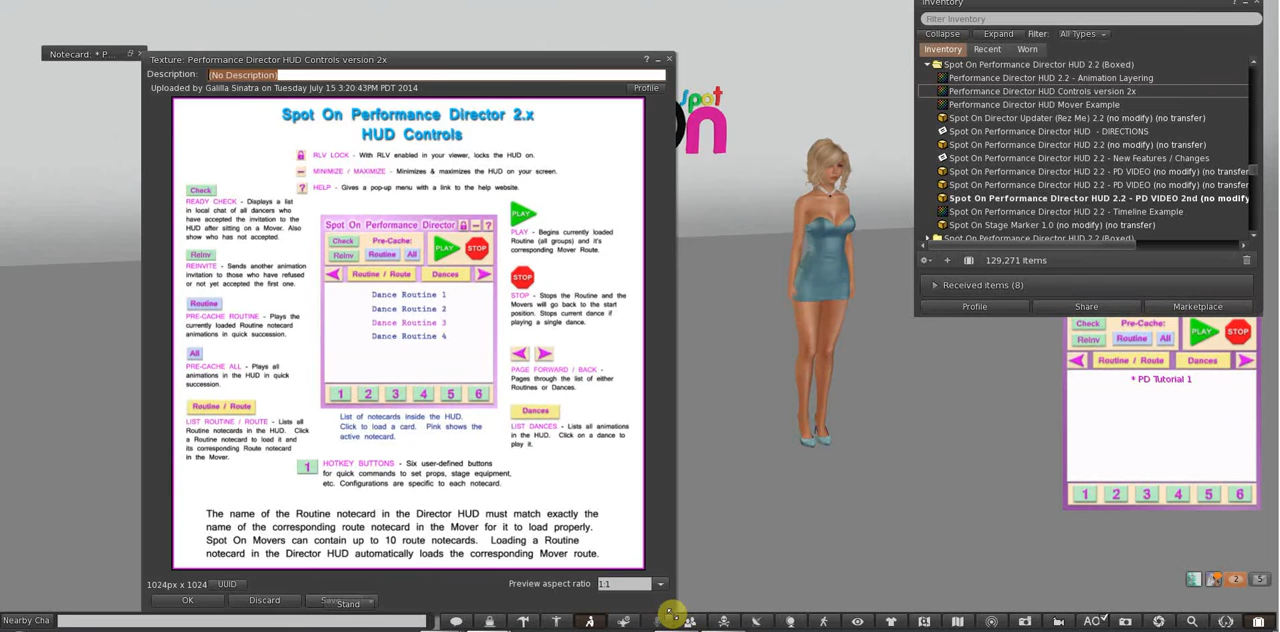 Notecard: * P...
Texture: Performance Director HUD Controls version 2x
Description: (No Description)
Uploaded by Galilla Sinatra on Tuesday July 15 3:20:43PM PDT 2014
Profile
Spot On Performance Director 2.x
HUD Controls
RLV LOCK - With RLV enabled in your viewer, locks the HUD on.
MINIMIZE / MAXIMIZE - Minimizes & maximizes the HUD on your screen.
? HELP - Gives a pop-up menu with a link to the help website.
Check
READY CHECK - Displays a list
in local chat of all dancers who
have accepted the invitation to the
HUD after sitting on a Mover. Also
show who has not accepted.
ReInv
REINVITE - Sends another animation
invitation to those who have refused
or not yet accepted the first one.
Routine
PRE-CACHE ROUTINE - Plays the
currently loaded Routine notecard
animations in quick succession.
All
PRE-CACHE ALL - Plays all
animations in the HUD in quick
succession.
Routine / Route
LIST ROUTINE / ROUTE - Lists all
Routine notecards in the HUD. Click
a Routine notecard to load it and
its corresponding Route notecard
in the Mover.
Spot On Performance Director ?
Check Pre-Cache: PLAY STOP
ReInv Routine All
Routine / Route Dances
Dance Routine 1
Dance Routine 2
Dance Routine 3
Dance Routine 4
1 2 3 4 5 6
List of notecards inside the HUD.
Click to load a card. Pink shows the
active notecard.
PLAY
PLAY - Begins currently loaded
Routine (all groups) and it's
corresponding Mover Route.
STOP
STOP - Stops the Routine and the
Movers will go back to the start
position. Stops current dance if
playing a single dance.
PAGE FORWARD / BACK -
Pages through the list of either
Routines or Dances.
Dances
LIST DANCES - Lists all animations
in the HUD. Click on a dance to
play it.
1 HOTKEY BUTTONS - Six user-defined buttons
for quick commands to set props, stage equipment,
etc. Configurations are specific to each notecard.
The name of the Routine notecard in the Director HUD must match exactly the
name of the corresponding route notecard in the Mover for it to load properly.
Spot On Movers can contain up to 10 route notecards. Loading a Routine
notecard in the Director HUD automatically loads the corresponding Mover route.
1024px x 1024 UUID
Preview aspect ratio 1:1
OK Discard
Stand
Nearby Cha
spot
on
Inventory
Filter Inventory
Collapse Expand Filter: All Types
Inventory Recent Worn
Spot On Performance Director HUD 2.2 (Boxed)
Performance Director HUD 2.2 - Animation Layering
Performance Director HUD Controls version 2x
Performance Director HUD Mover Example
Spot On Director Updater (Rez Me) 2.2 (no modify) (no transfer)
Spot On Performance Director HUD - DIRECTIONS
Spot On Performance Director HUD 2.2 (no modify) (no transfer)
Spot On Performance Director HUD 2.2 - New Features / Changes
Spot On Performance Director HUD 2.2 - PD VIDEO (no modify) (no transfer
Spot On Performance Director HUD 2.2 - PD VIDEO (no modify) (no transfer
Spot On Performance Director HUD 2.2 - PD VIDEO 2nd (no modify
Spot On Performance Director HUD 2.2 - Timeline Example
Spot On Stage Marker 1.0 (no modify) (no transfer)
Spot On Performance Director HUD 2.2 (Boxed)
129,271 Items
Received Items (8)
Profile Share Marketplace
Check Pre-Cache: PLAY STOP
ReInv Routine All
Routine / Route Dances
* PD Tutorial 1
1 2 3 4 5 6
2 5
AO